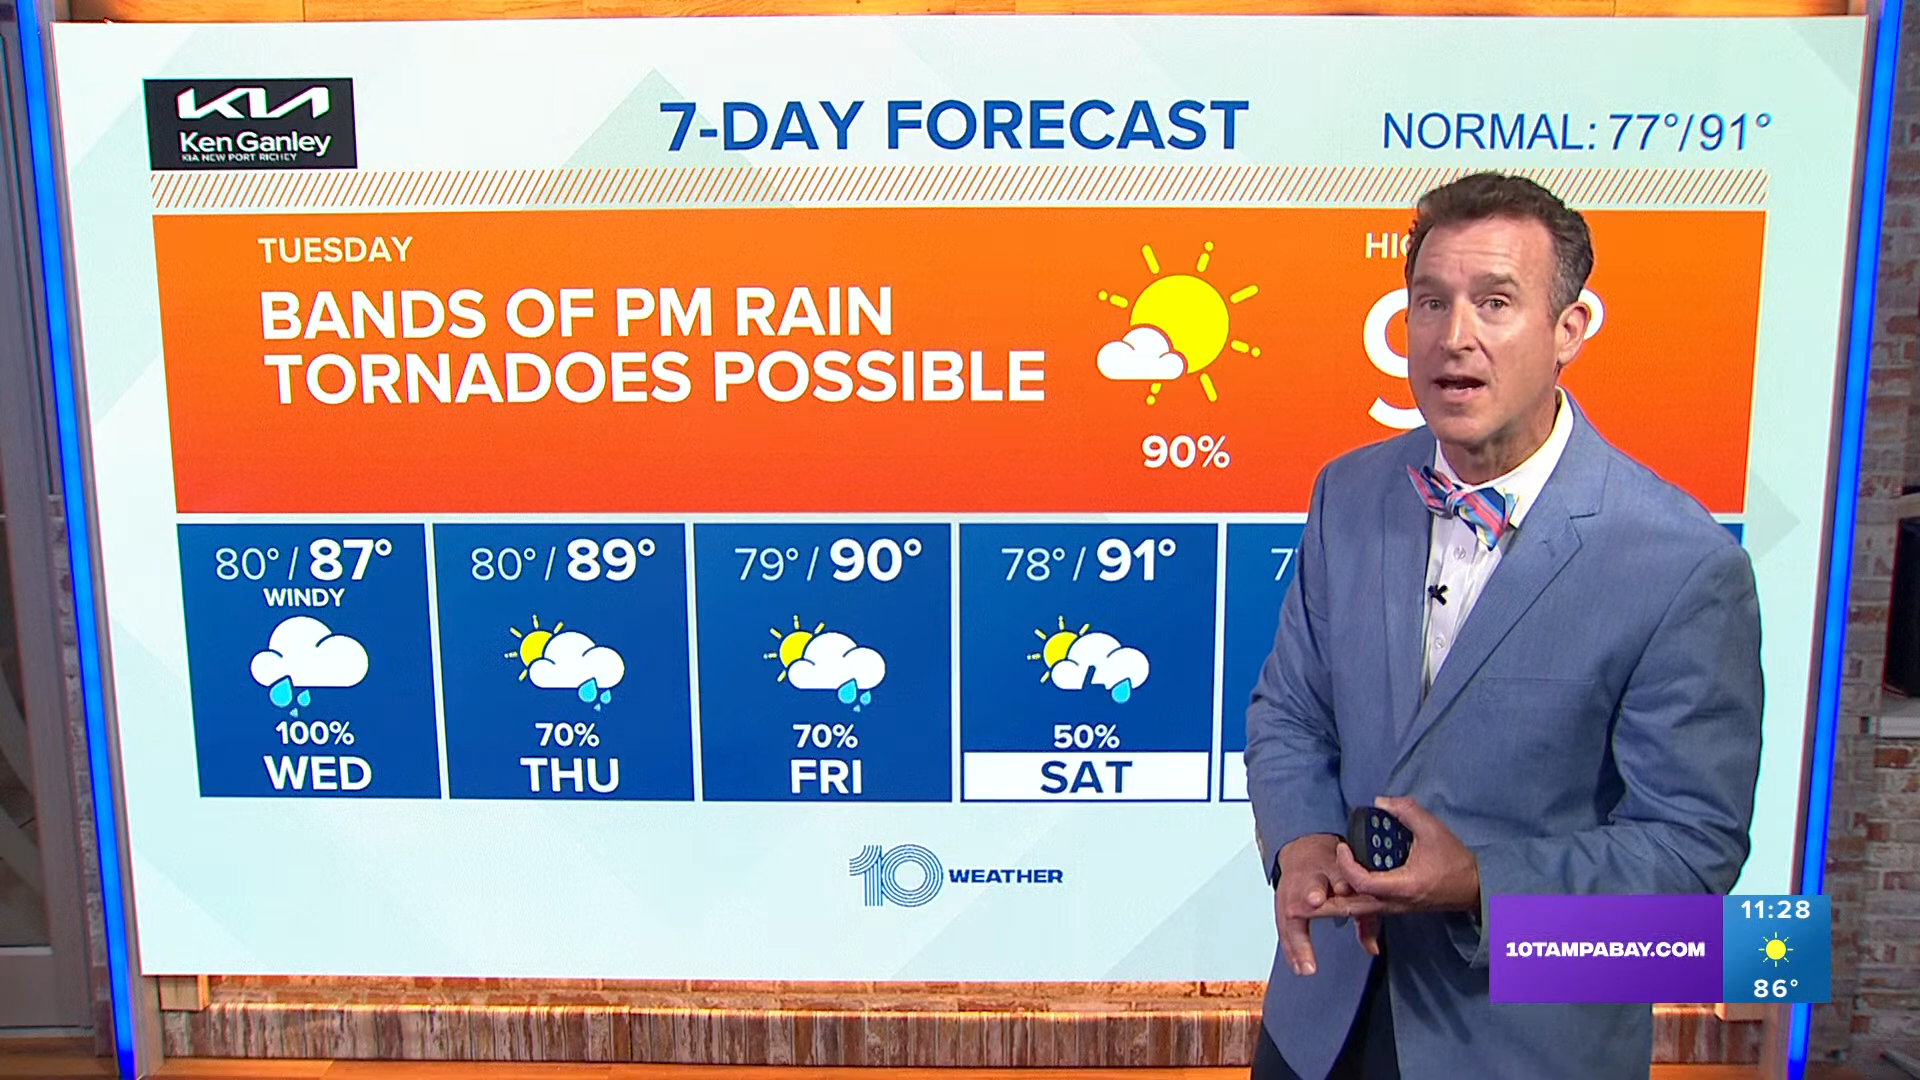 KIA
Ken Ganley
KIA NEW PORT RICHEY
7-DAY FORECAST
NORMAL: 77°/91°
TUESDAY
BANDS OF PM RAIN
TORNADOES POSSIBLE
90%
80°/87°
WINDY
100%
WED
80°/89°
70%
THU
79°/90°
70%
FRI
78°/91°
50%
SAT
10 WEATHER
10TAMPABAY.COM
11:28
86°